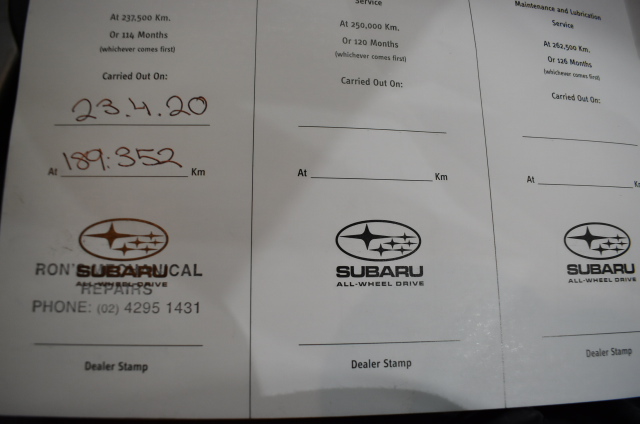 At 237,500 Km.
Or 114 Months
(whichever comes first)
Carried Out On:
23.4.20
At 189:352 Km
SUBARU
ALL-WHEEL DRIVE
RON'S MECHANICAL
REPAIRS
PHONE: (02) 4295 1431
Dealer Stamp
Service
At 250,000 Km.
Or 120 Months
(whichever comes first)
Carried Out On:
At Km
SUBARU
ALL-WHEEL DRIVE
Dealer Stamp
Maintenance and Lubrication
Service
At 262,500 Km.
Or 126 Months
(whichever comes first)
Carried Out On:
At K
SUBARU
ALL-WHEEL DRIVE
Dealer Stamp